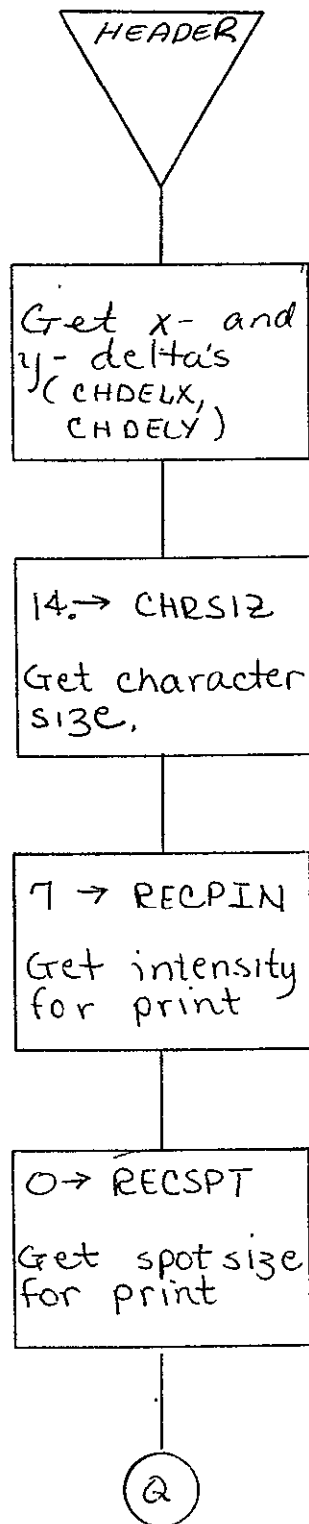 HEADER
Get x- and
y- delta's
(CHDELX,
CHDELY)
14.→ CHRSIZ
Get character
size.
7 → RECPIN
Get intensity
for print
0→ RECSPT
Get spot size
for print
Q